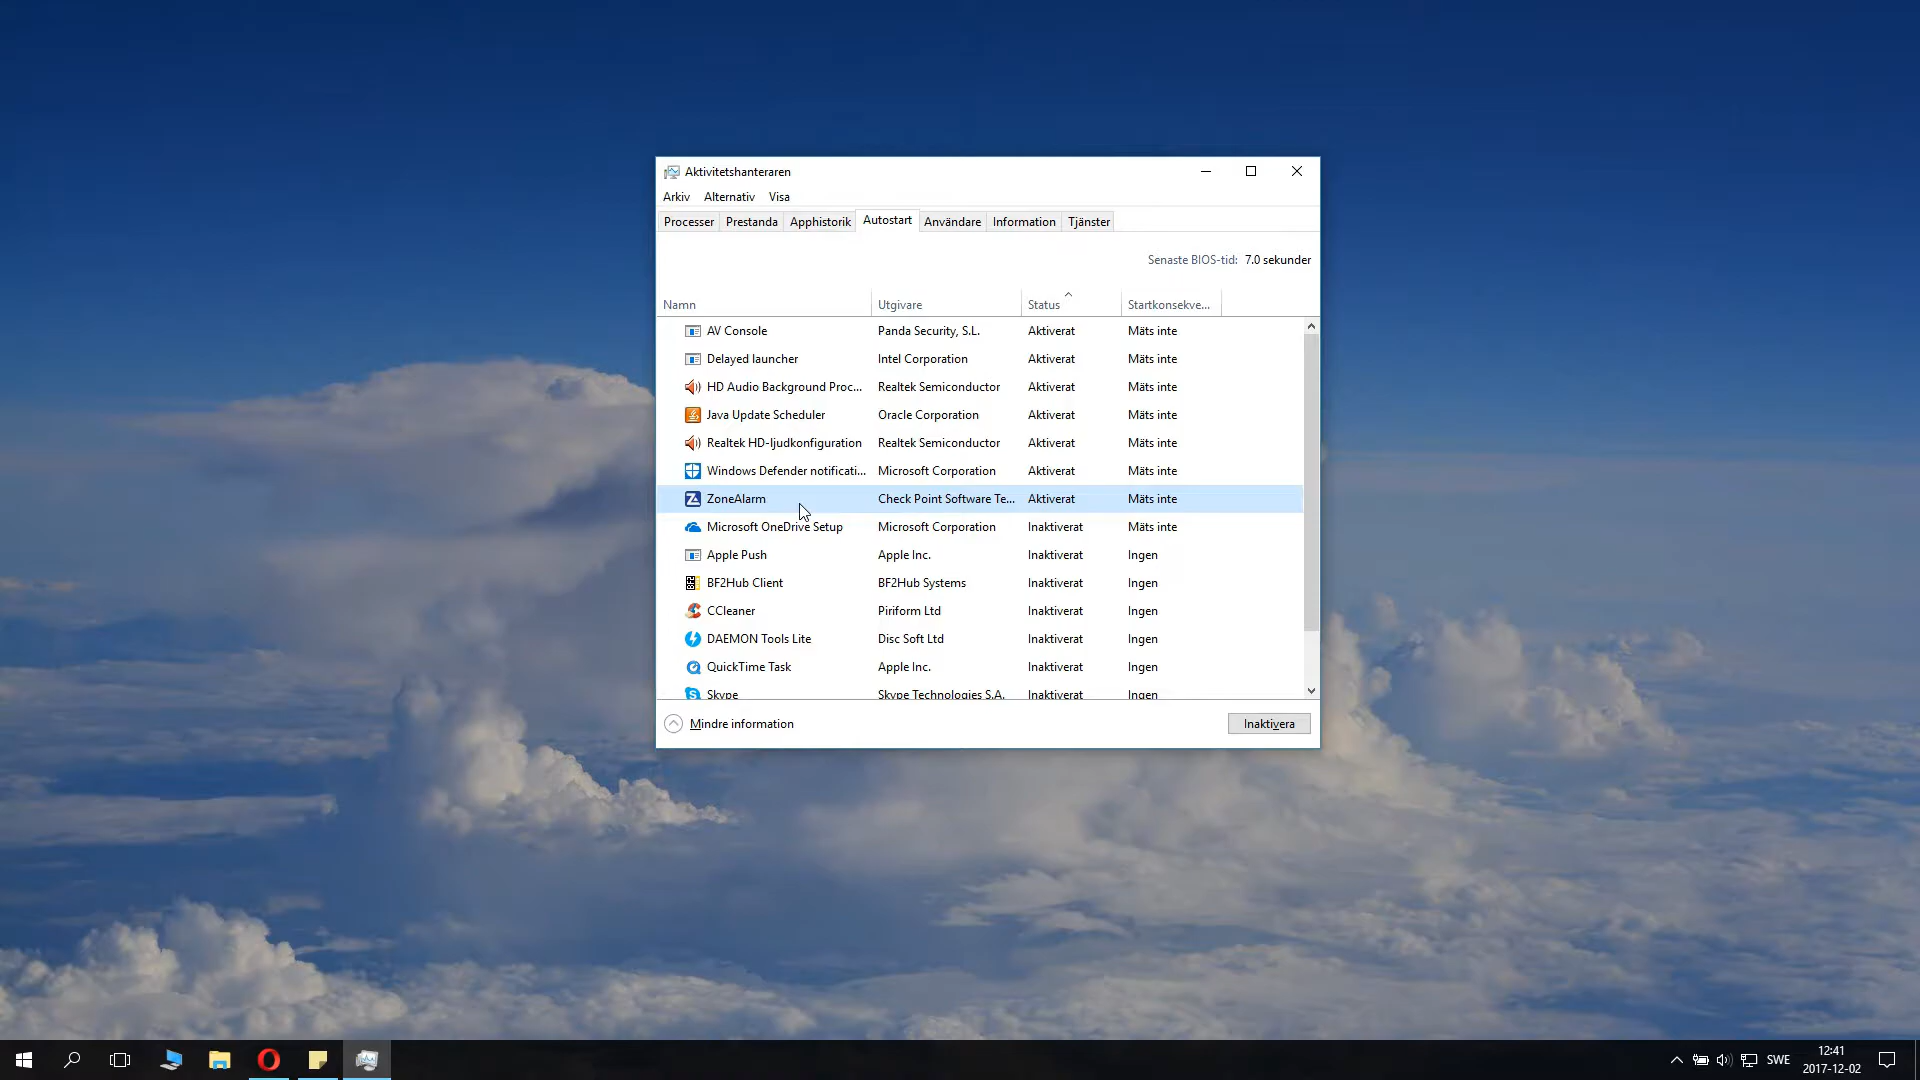 Aktivitetshanteraren
Arkiv Alternativ Visa
Processer Prestanda Apphistorik Autostart Användare Information Tjänster
Senaste BIOS-tid: 7.0 sekunder
Namn Utgivare Status Startkonsekve...
AV Console Panda Security, S.L. Aktiverat Mäts inte
Delayed launcher Intel Corporation Aktiverat Mäts inte
HD Audio Background Proc... Realtek Semiconductor Aktiverat Mäts inte
Java Update Scheduler Oracle Corporation Aktiverat Mäts inte
Realtek HD-ljudkonfiguration Realtek Semiconductor Aktiverat Mäts inte
Windows Defender notificati... Microsoft Corporation Aktiverat Mäts inte
ZoneAlarm Check Point Software Te... Aktiverat Mäts inte
Microsoft OneDrive Setup Microsoft Corporation Inaktiverat Mäts inte
Apple Push Apple Inc. Inaktiverat Ingen
BF2Hub Client BF2Hub Systems Inaktiverat Ingen
CCleaner Piriform Ltd Inaktiverat Ingen
DAEMON Tools Lite Disc Soft Ltd Inaktiverat Ingen
QuickTime Task Apple Inc. Inaktiverat Ingen
Skype Skype Technologies S.A. Inaktiverat Ingen
Mindre information Inaktivera
SWE
12:41
2017-12-02